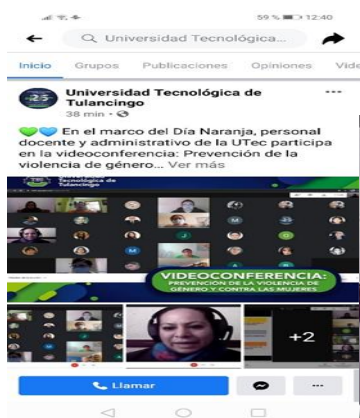 59 % 12:40
Universidad Tecnológica...
Inicio Grupos Publicaciones Opiniones Vide
Universidad Tecnológica de
Tulancingo
38 min
En el marco del Día Naranja, personal
docente y administrativo de la UTec participa
en la videoconferencia: Prevención de la
violencia de género... Ver más
Tecnológica de
Tulancingo
VIDEOCONFERENCIA:
PREVENCIÓN DE LA VIOLENCIA DE
GÉNERO Y CONTRA LAS MUJERES
+2
Llamar